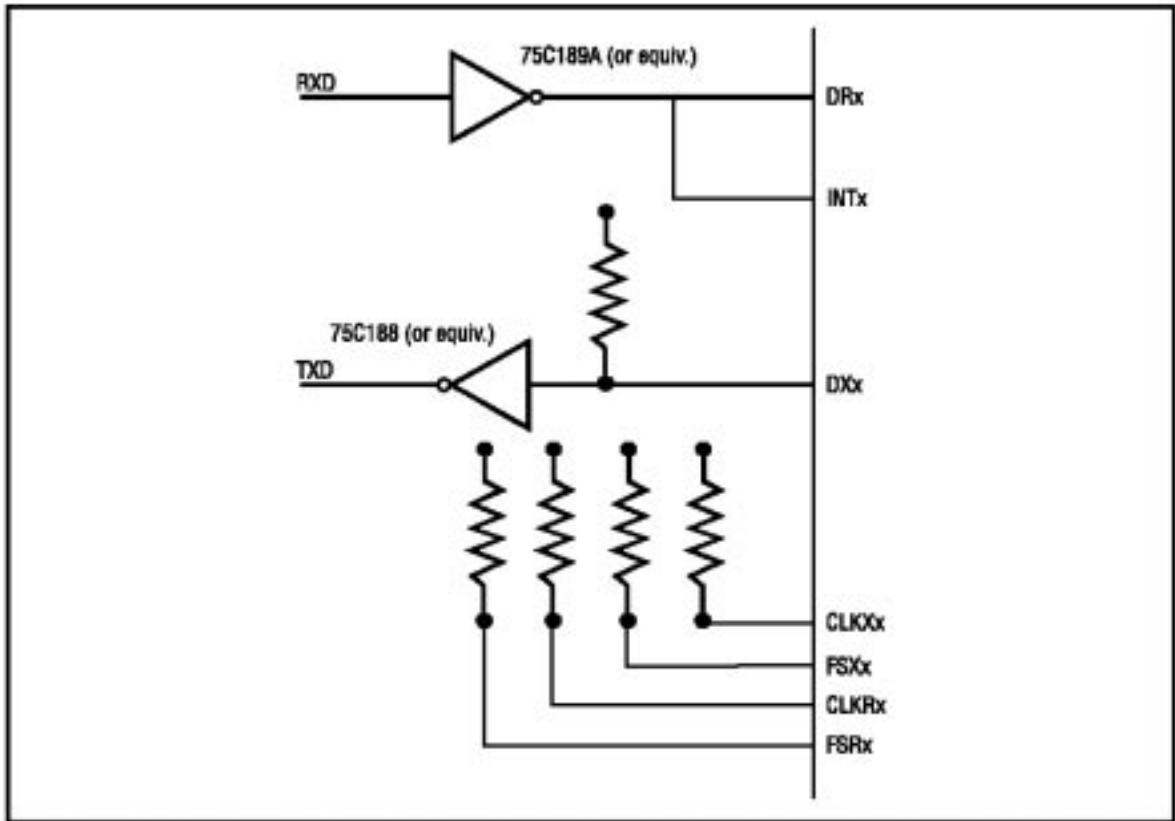 75C189A (or equiv.)
RXD
DRx
INTx
75C188 (or equiv.)
TXD
DXx
CLKXx
FSXx
CLKRx
FSRx